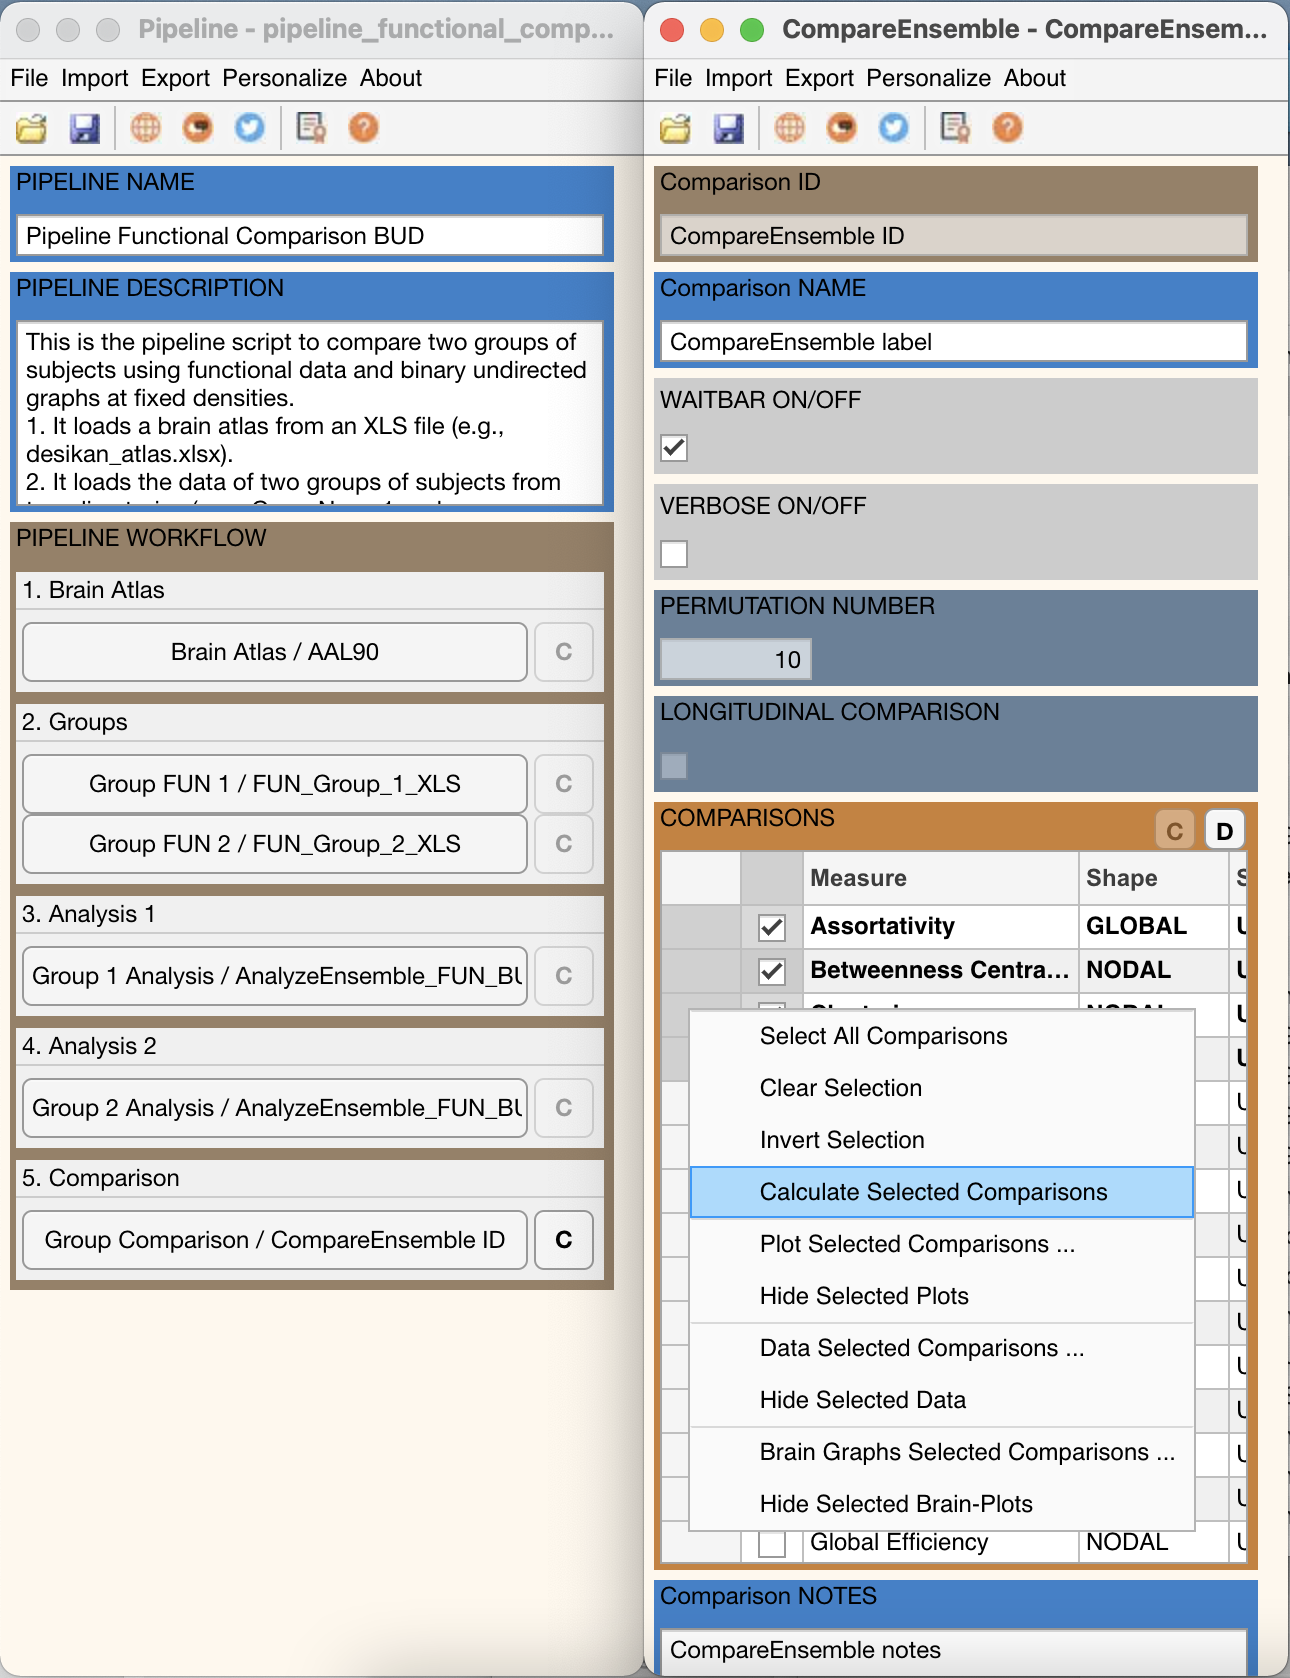 Pipeline - pipeline_functional_comp...
File Import Export Personalize About
PIPELINE NAME
Pipeline Functional Comparison BUD
PIPELINE DESCRIPTION
This is the pipeline script to compare two groups of
subjects using functional data and binary undirected
graphs at fixed densities.
1. It loads a brain atlas from an XLS file (e.g.,
desikan_atlas.xlsx).
2. It loads the data of two groups of subjects from
PIPELINE WORKFLOW
1. Brain Atlas
Brain Atlas / AAL90
C
2. Groups
Group FUN 1 / FUN_Group_1_XLS
C
Group FUN 2 / FUN_Group_2_XLS
C
3. Analysis 1
Group 1 Analysis / AnalyzeEnsemble_FUN_BU
C
4. Analysis 2
Group 2 Analysis / AnalyzeEnsemble_FUN_BU
C
5. Comparison
Group Comparison / CompareEnsemble ID
C
CompareEnsemble - CompareEnsem...
File Import Export Personalize About
Comparison ID
CompareEnsemble ID
Comparison NAME
CompareEnsemble label
WAITBAR ON/OFF
VERBOSE ON/OFF
PERMUTATION NUMBER
10
LONGITUDINAL COMPARISON
COMPARISONS
C D
Measure Shape
Assortativity GLOBAL
Betweenness Centra... NODAL
Select All Comparisons
Clear Selection
Invert Selection
Calculate Selected Comparisons
Plot Selected Comparisons ...
Hide Selected Plots
Data Selected Comparisons ...
Hide Selected Data
Brain Graphs Selected Comparisons ...
Hide Selected Brain-Plots
Global Efficiency NODAL
Comparison NOTES
CompareEnsemble notes